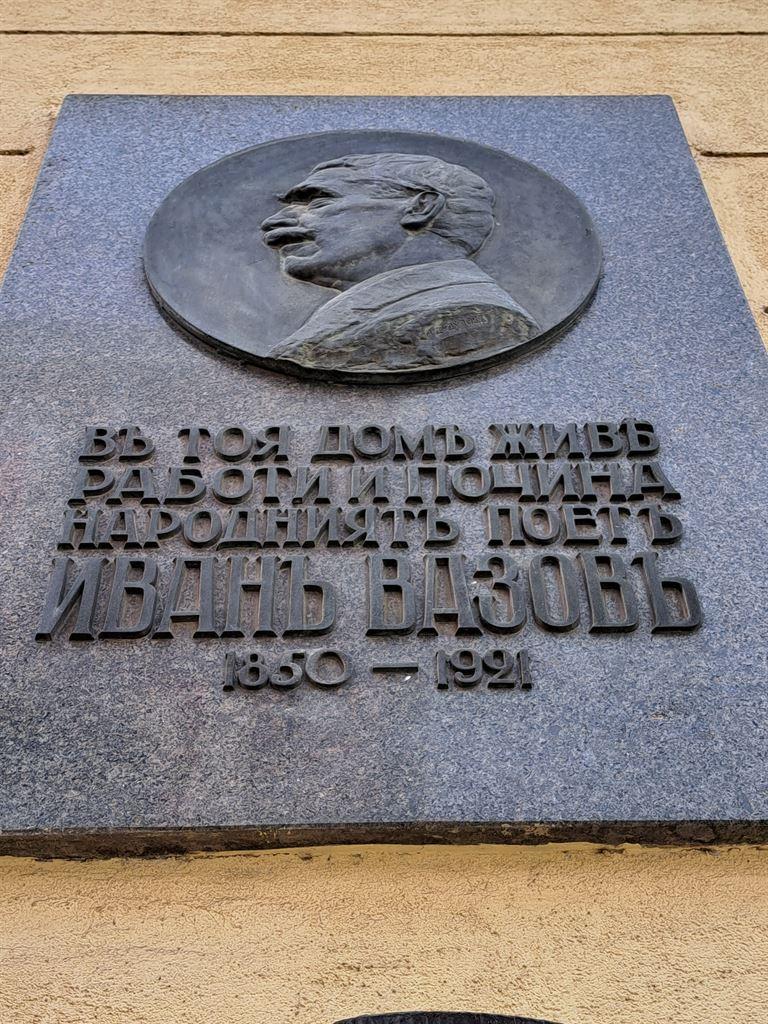 ВЪ ТОЯ ДОМЪ ЖИВѢ
РАБОТИ И ПОЧИНА
НАРОДНИЯТЪ ПОЕТЪ
ИВАНЪ ВАЗОВЪ
1850 — 1921